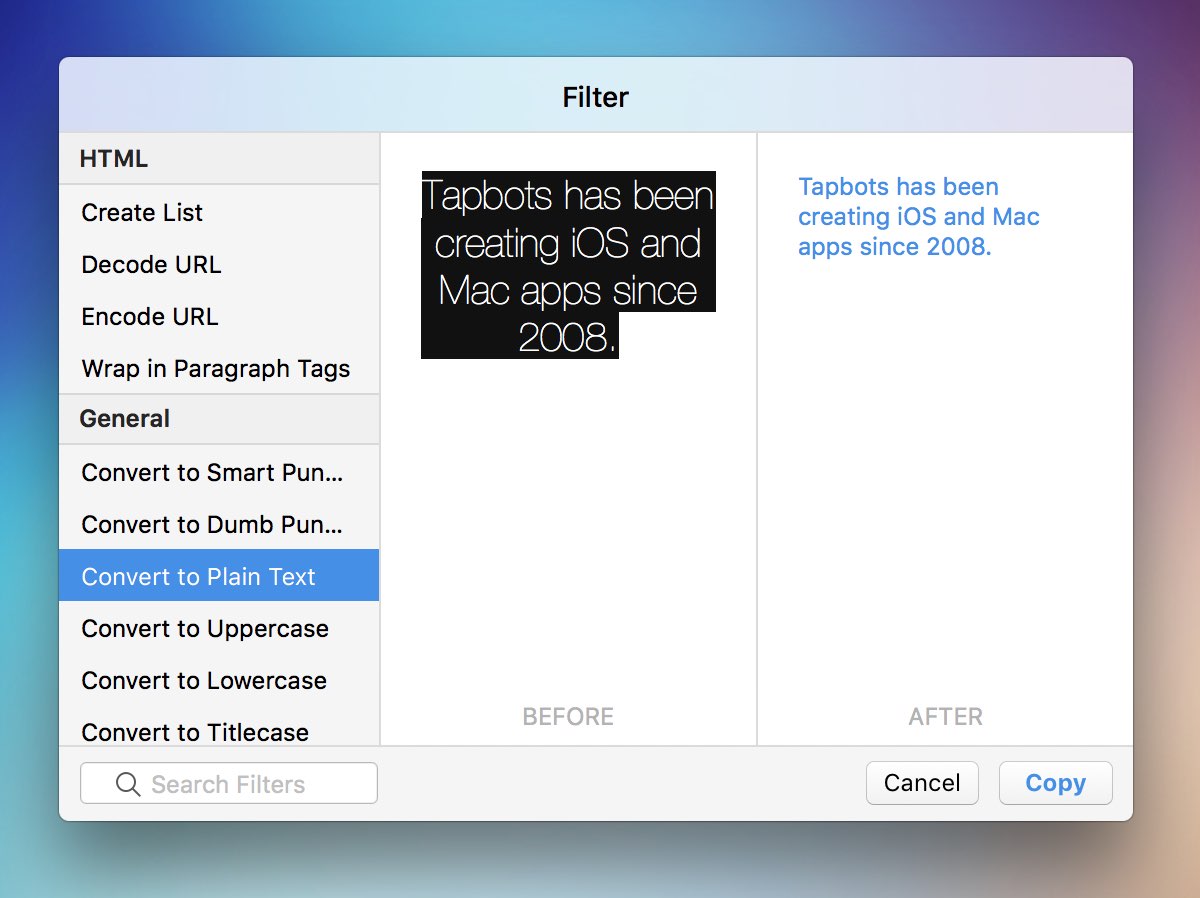 Filter
HTML
Create List
Decode URL
Encode URL
Wrap in Paragraph Tags
General
Convert to Smart Pun...
Convert to Dumb Pun...
Convert to Plain Text
Convert to Uppercase
Convert to Lowercase
Convert to Titlecase
Search Filters
Tapbots has been
creating iOS and
Mac apps since
2008.
BEFORE
Tapbots has been
creating iOS and Mac
apps since 2008.
AFTER
Cancel
Copy